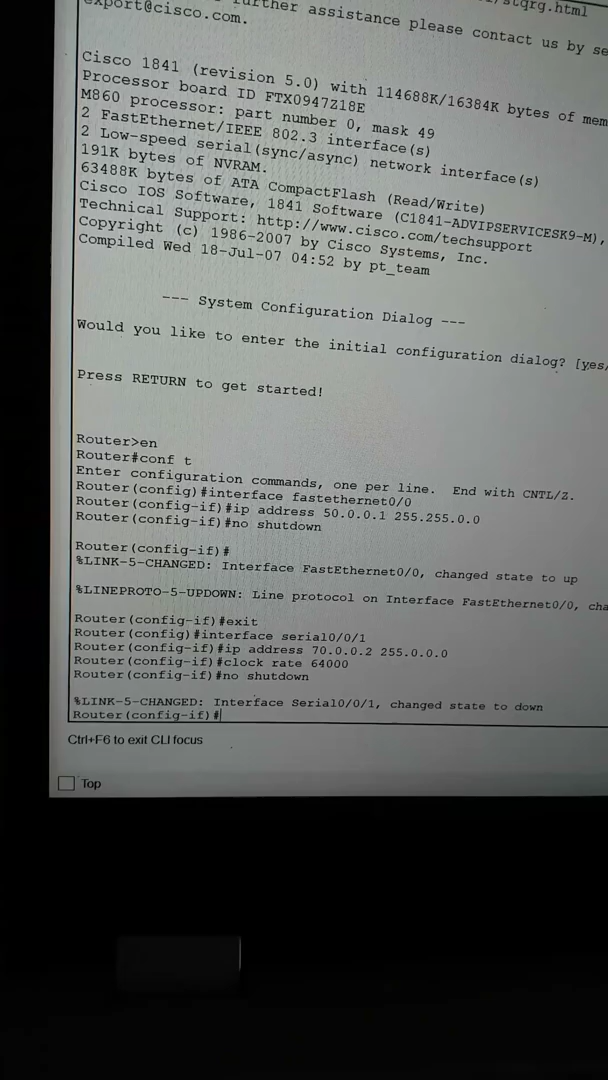 /stqrg.html
further assistance please contact us by se
export@cisco.com.
Cisco 1841 (revision 5.0) with 114688K/16384K bytes of mem
Processor board ID FTX0947Z18E
M860 processor: part number 0, mask 49
2 FastEthernet/IEEE 802.3 interface(s)
2 Low-speed serial(sync/async) network interface(s)
191K bytes of NVRAM.
63488K bytes of ATA CompactFlash (Read/Write)
Cisco IOS Software, 1841 Software (C1841-ADVIPSERVICESK9-M),
Technical Support: http://www.cisco.com/techsupport
Copyright (c) 1986-2007 by Cisco Systems, Inc.
Compiled Wed 18-Jul-07 04:52 by pt_team
--- System Configuration Dialog ---
Would you like to enter the initial configuration dialog? [yes/
Press RETURN to get started!
Router>en
Router#conf t
Enter configuration commands, one per line. End with CNTL/Z.
Router(config)#interface fastethernet0/0
Router(config-if)#ip address 50.0.0.1 255.255.0.0
Router(config-if)#no shutdown
Router(config-if)#
%LINK-5-CHANGED: Interface FastEthernet0/0, changed state to up
%LINEPROTO-5-UPDOWN: Line protocol on Interface FastEthernet0/0, cha
Router(config-if)#exit
Router(config)#interface serial0/0/1
Router(config-if)#ip address 70.0.0.2 255.0.0.0
Router(config-if)#clock rate 64000
Router(config-if)#no shutdown
%LINK-5-CHANGED: Interface Serial0/0/1, changed state to down
Router(config-if)#
Ctrl+F6 to exit CLI focus
Top